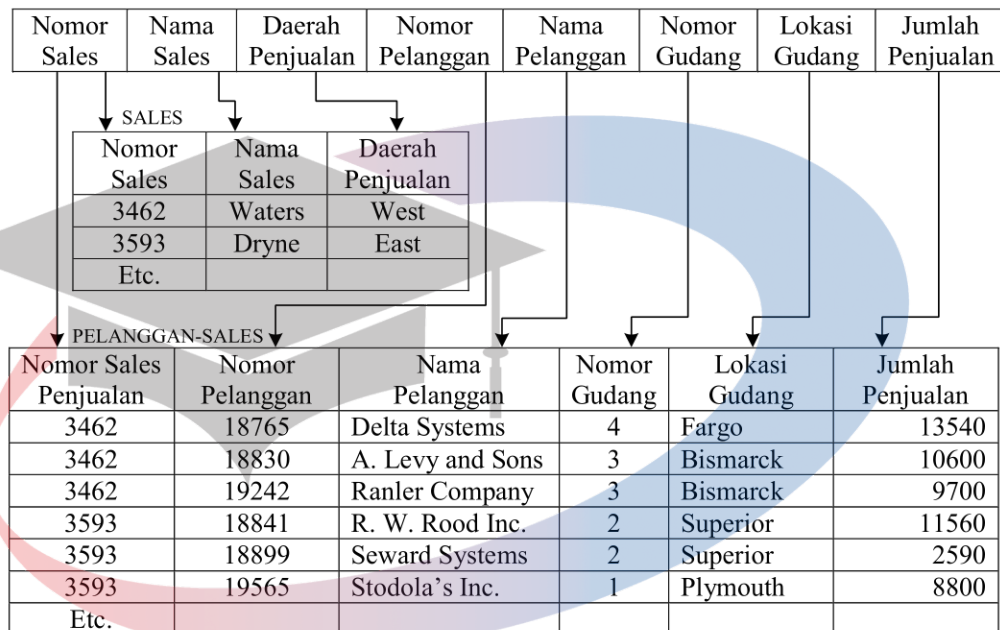 Nomor Nama Daerah Nomor Nama Nomor Lokasi Jumlah
Sales Sales Penjualan Pelanggan Pelanggan Gudang Gudang Penjualan
SALES
Nomor Nama Daerah
Sales Sales Penjualan
3462 Waters West
3593 Dryne East
Etc.
PELANGGAN-SALES
Nomor Sales Nomor Nama Nomor Lokasi Jumlah
Penjualan Pelanggan Pelanggan Gudang Gudang Penjualan
3462 18765 Delta Systems 4 Fargo 13540
3462 18830 A. Levy and Sons 3 Bismarck 10600
3462 19242 Ranler Company 3 Bismarck 9700
3593 18841 R. W. Rood Inc. 2 Superior 11560
3593 18899 Seward Systems 2 Superior 2590
3593 19565 Stodola's Inc. 1 Plymouth 8800
Etc.